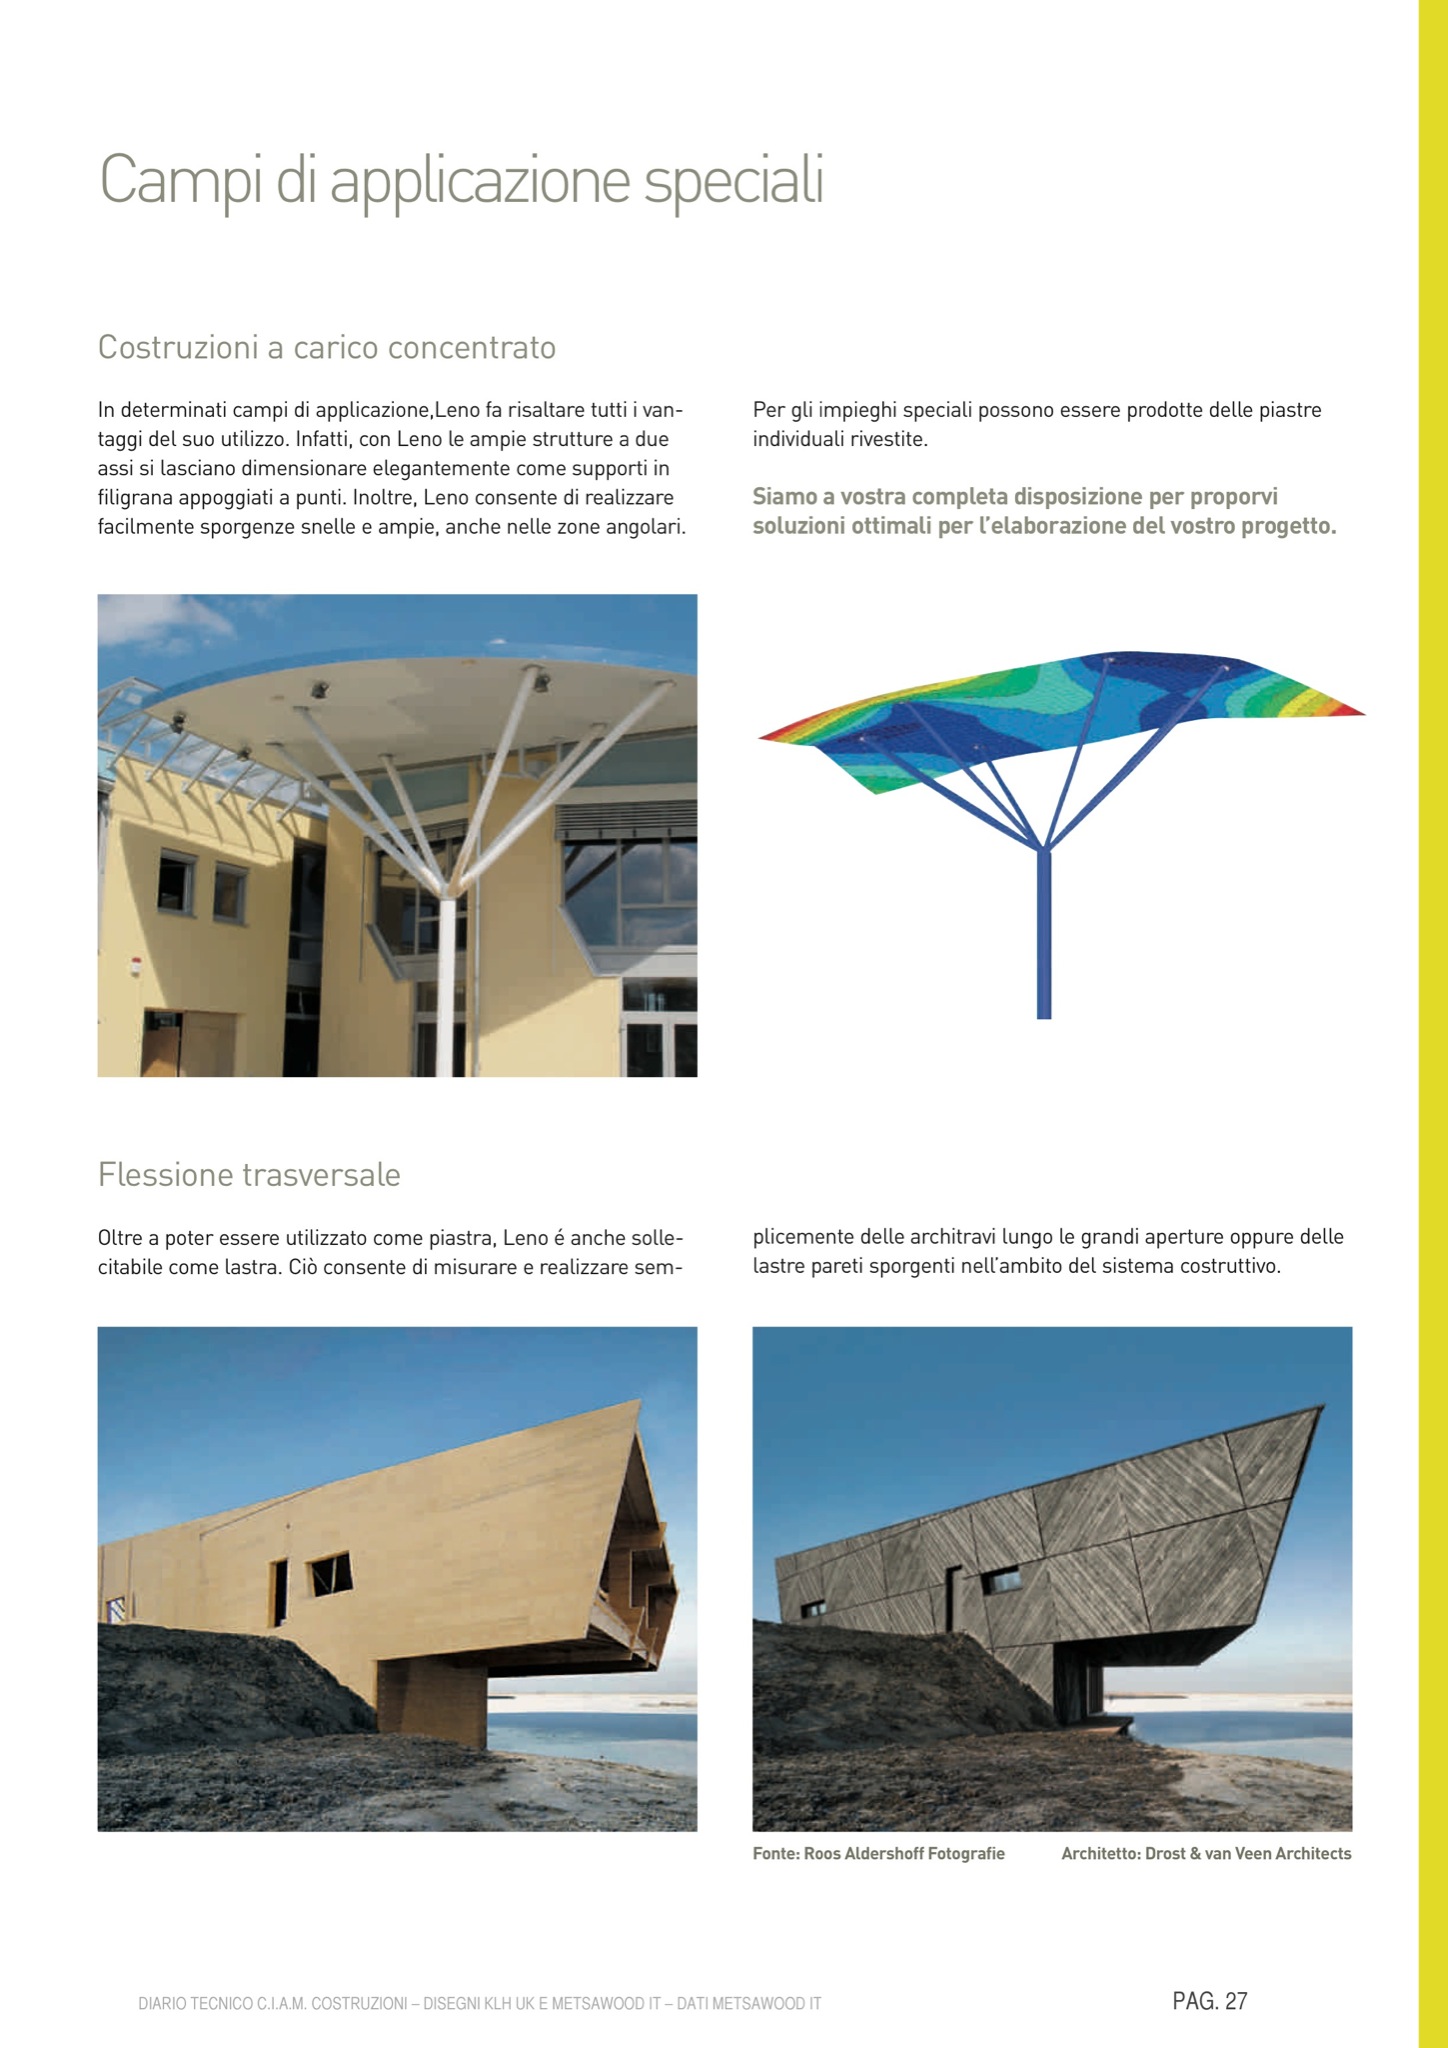 Campi di applicazione speciali
Costruzioni a carico concentrato
In determinati campi di applicazione,Leno fa risaltare tutti i van-
taggi del suo utilizzo. Infatti, con Leno le ampie strutture a due
assi si lasciano dimensionare elegantemente come supporti in
filigrana appoggiati a punti. Inoltre, Leno consente di realizzare
facilmente sporgenze snelle e ampie, anche nelle zone angolari.
Per gli impieghi speciali possono essere prodotte delle piastre
individuali rivestite.
Siamo a vostra completa disposizione per proporvi
soluzioni ottimali per l’elaborazione del vostro progetto.
Flessione trasversale
Oltre a poter essere utilizzato come piastra, Leno é anche solle-
citabile come lastra. Ciò consente di misurare e realizzare sem-
plicemente delle architravi lungo le grandi aperture oppure delle
lastre pareti sporgenti nell’ambito del sistema costruttivo.
Fonte: Roos Aldershoff Fotografie
Architetto: Drost & van Veen Architects
DIARIO TECNICO C.I.A.M. COSTRUZIONI – DISEGNI KLH UK E METSAWOOD IT – DATI METSAWOOD IT
PAG. 27